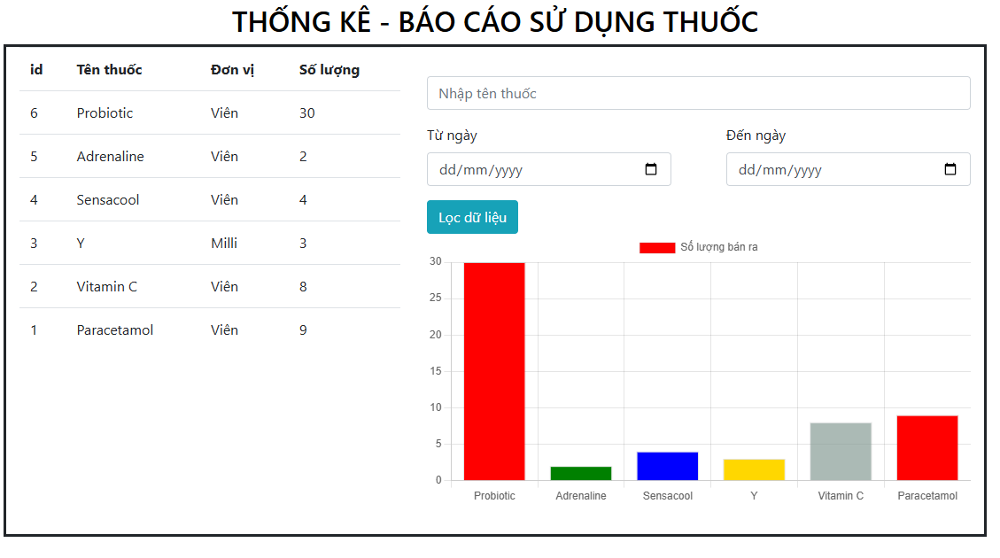 THỐNG KÊ - BÁO CÁO SỬ DỤNG THUỐC
id Tên thuốc Đơn vị Số lượng
6 Probiotic Viên 30
5 Adrenaline Viên 2
4 Sensacool Viên 4
3 Y Milli 3
2 Vitamin C Viên 8
1 Paracetamol Viên 9
Nhập tên thuốc
Từ ngày Đến ngày
dd/mm/yyyy dd/mm/yyyy
Lọc dữ liệu
Số lượng bán ra
30
25
20
15
10
5
0
Probiotic Adrenaline Sensacool Y Vitamin C Paracetamol